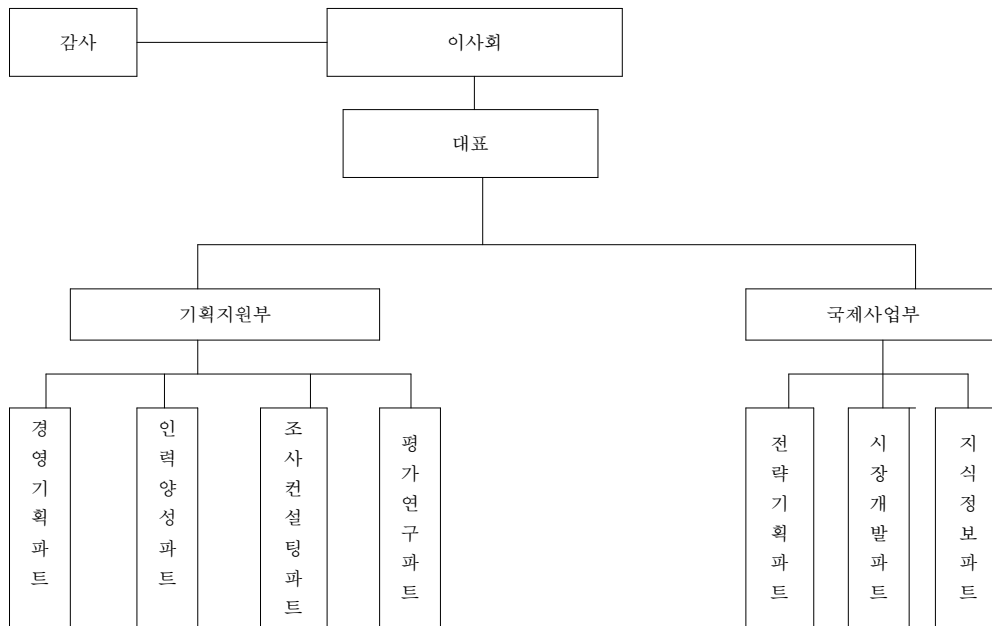 감사
이사회
대표
기획지원부
국제사업부
경영기획파트
인력양성파트
조사컨설팅파트
평가연구파트
전략기획파트
시장개발파트
지식정보파트